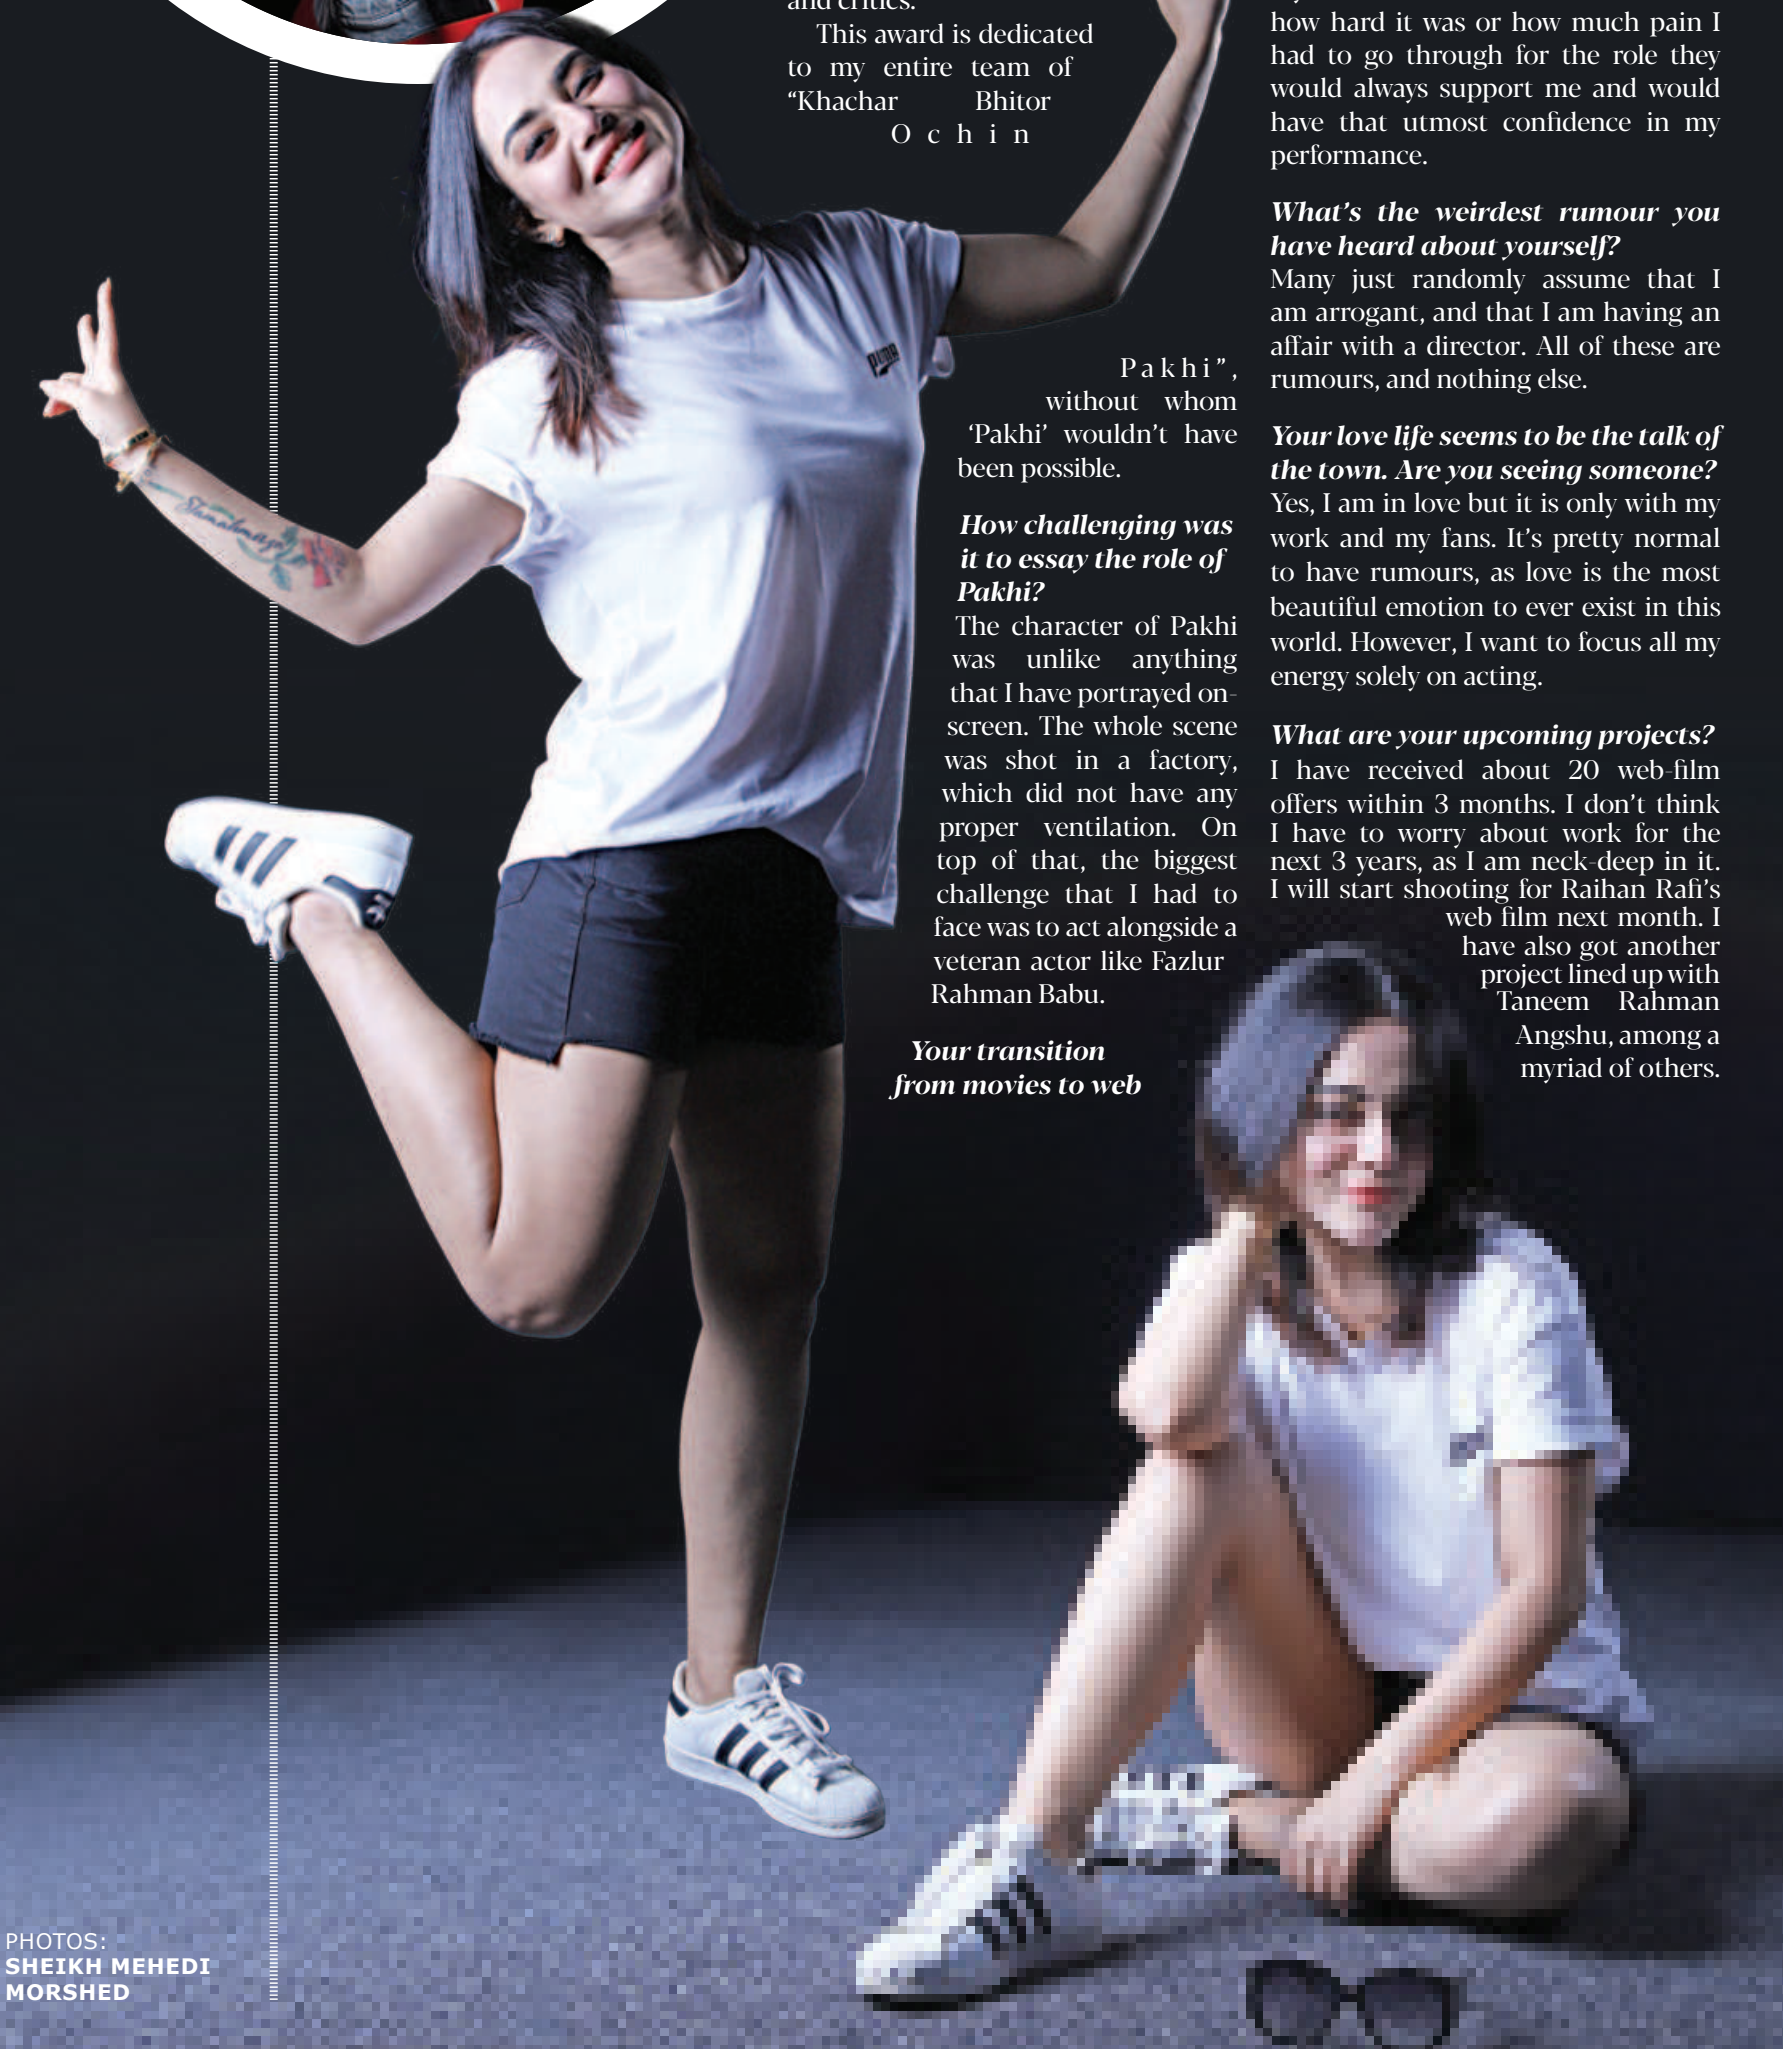 and critics.
This award is dedicated
to my entire team of
“Khachar Bhitor
Ochin
Pakhi”,
without whom
‘Pakhi’ wouldn’t have
been possible.
How challenging was
it to essay the role of
Pakhi?
The character of Pakhi
was unlike anything
that I have portrayed on-
screen. The whole scene
was shot in a factory,
which did not have any
proper ventilation. On
top of that, the biggest
challenge that I had to
face was to act alongside a
veteran actor like Fazlur
Rahman Babu.
Your transition
from movies to web
how hard it was or how much pain I
had to go through for the role they
would always support me and would
have that utmost confidence in my
performance.
What’s the weirdest rumour you
have heard about yourself?
Many just randomly assume that I
am arrogant, and that I am having an
affair with a director. All of these are
rumours, and nothing else.
Your love life seems to be the talk of
the town. Are you seeing someone?
Yes, I am in love but it is only with my
work and my fans. It’s pretty normal
to have rumours, as love is the most
beautiful emotion to ever exist in this
world. However, I want to focus all my
energy solely on acting.
What are your upcoming projects?
I have received about 20 web-film
offers within 3 months. I don’t think
I have to worry about work for the
next 3 years, as I am neck-deep in it.
I will start shooting for Raihan Rafi’s
web film next month. I
have also got another
project lined up with
Taneem Rahman
Angshu, among a
myriad of others.
PUMA
PHOTOS:
SHEIKH MEHEDI
MORSHED